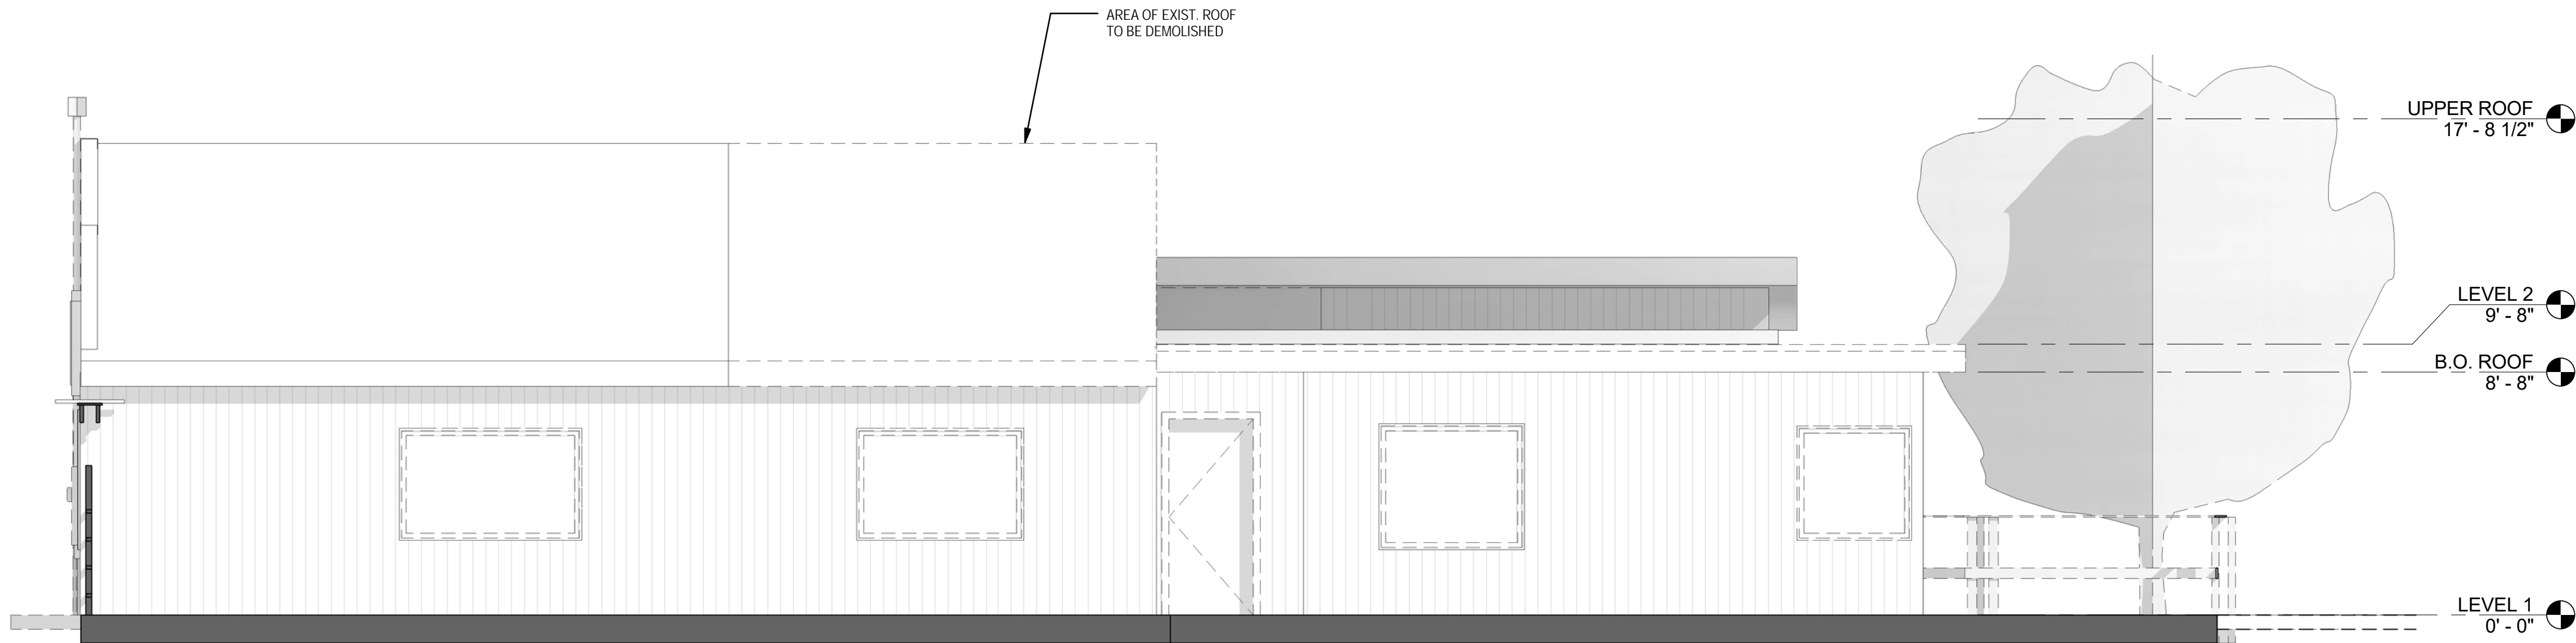 AREA OF EXIST. ROOF
TO BE DEMOLISHED
UPPER ROOF
17' - 8 1/2"
LEVEL 2
9' - 8"
B.O. ROOF
8' - 8"
LEVEL 1
0' - 0"